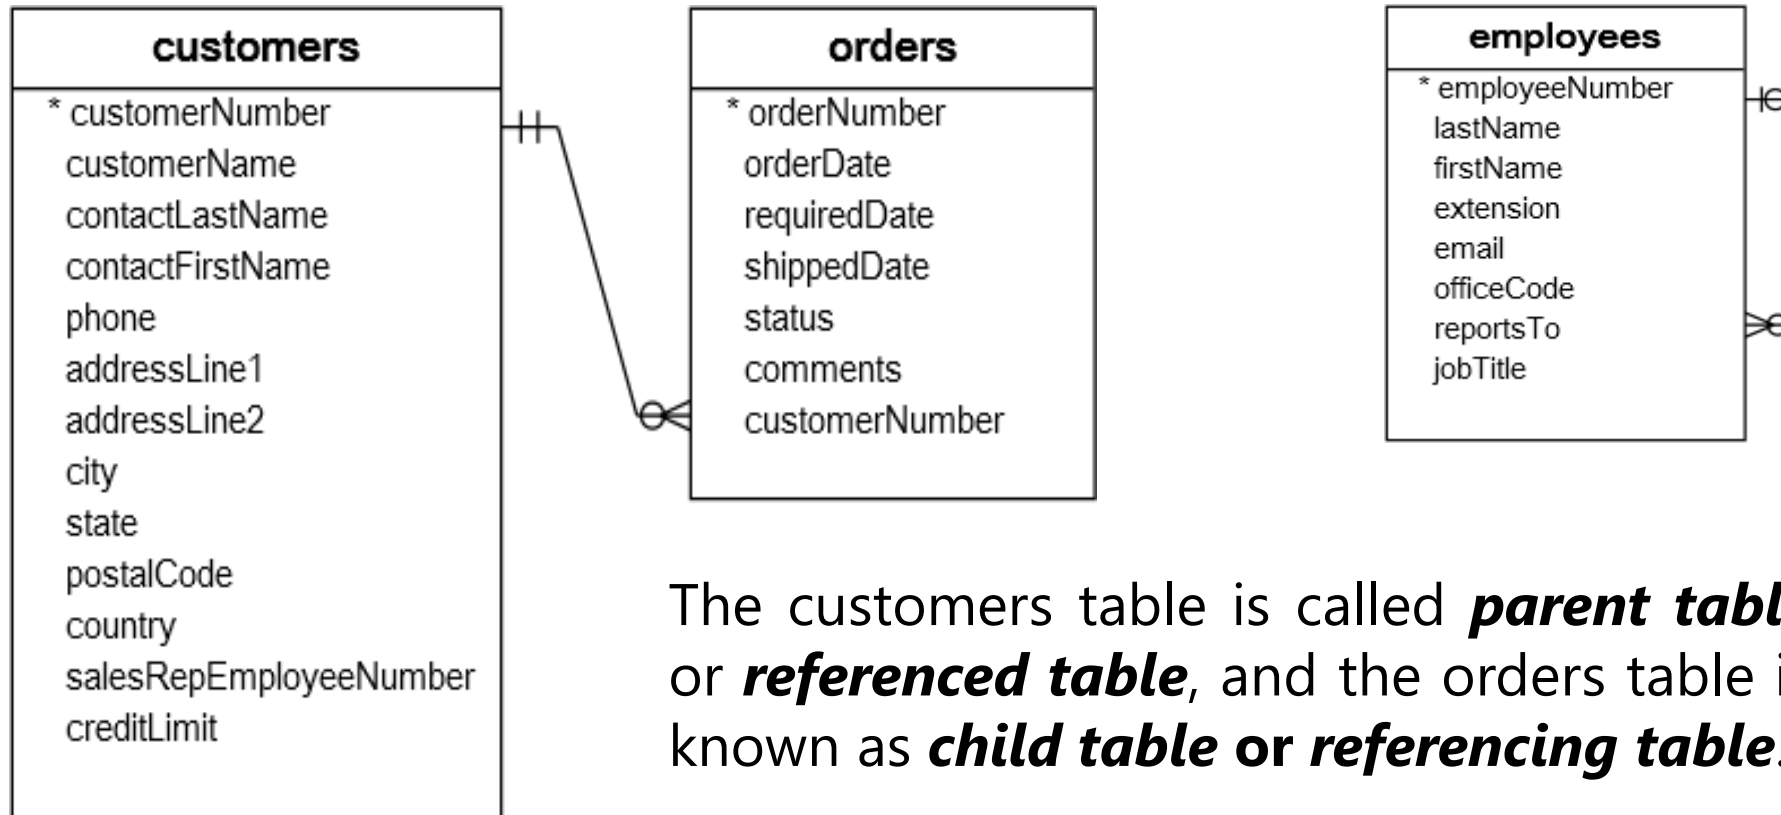 customers
* customerNumber
customerName
contactLastName
contactFirstName
phone
addressLine1
addressLine2
city
state
postalCode
country
salesRepEmployeeNumber
creditLimit
orders
* orderNumber
orderDate
requiredDate
shippedDate
status
comments
customerNumber
employees
* employeeNumber
lastName
firstName
extension
email
officeCode
reportsTo
jobTitle
The customers table is called parent tabl
or referenced table, and the orders table i
known as child table or referencing table.